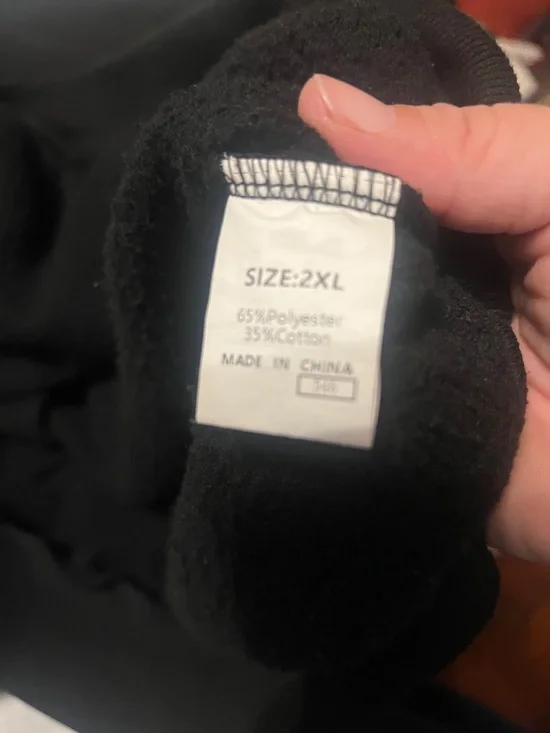 SIZE:2XL
65%Polyester
35%Cotton
MADE IN CHINA